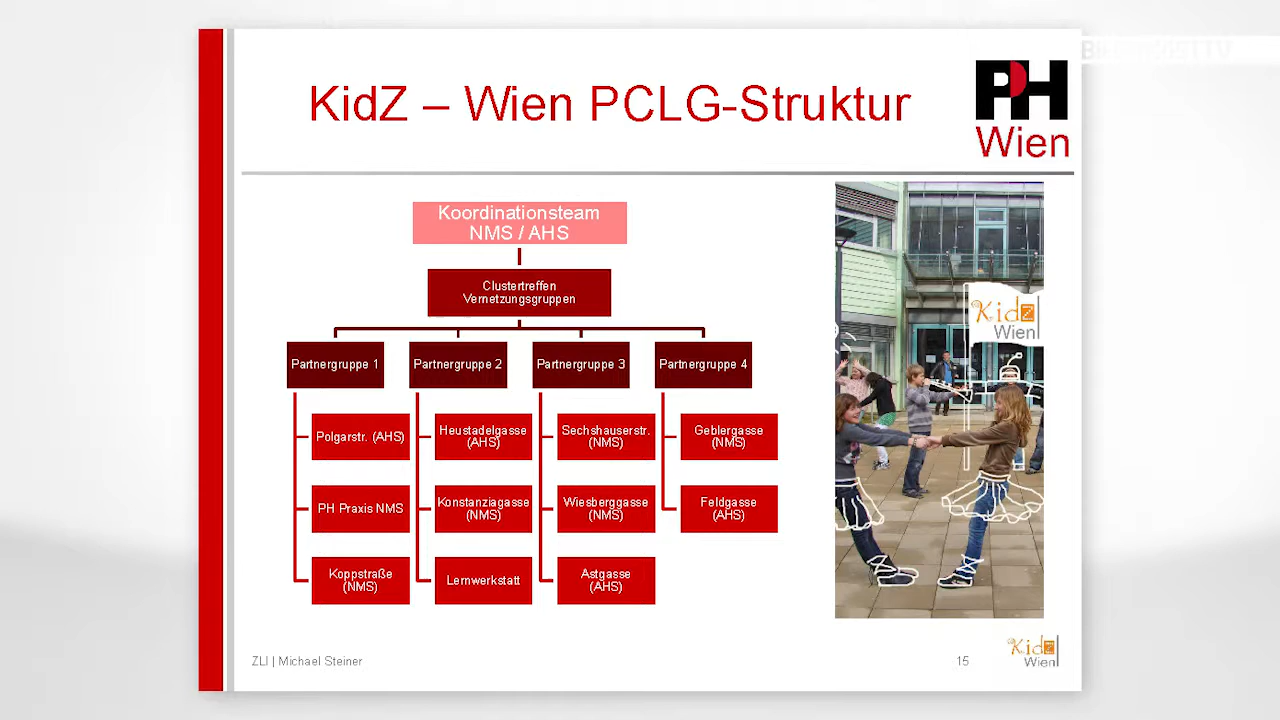 KidZ – Wien PCLG-Struktur
PH
Wien
Koordinationsteam
NMS / AHS
Clustertreffen
Vernetzungsgruppen
Partnergruppe 1
Partnergruppe 2
Partnergruppe 3
Partnergruppe 4
Polgarstr. (AHS)
Heustadelgasse
(AHS)
Sechshauserstr.
(NMS)
Geblergasse
(NMS)
PH Praxis NMS
Konstanziagasse
(NMS)
Wiesberggasse
(NMS)
Feldgasse
(AHS)
Koppstraße
(NMS)
Lernwerkstatt
Astgasse
(AHS)
KidZ
Wien
ZLI | Michael Steiner
15
KidZ
Wien